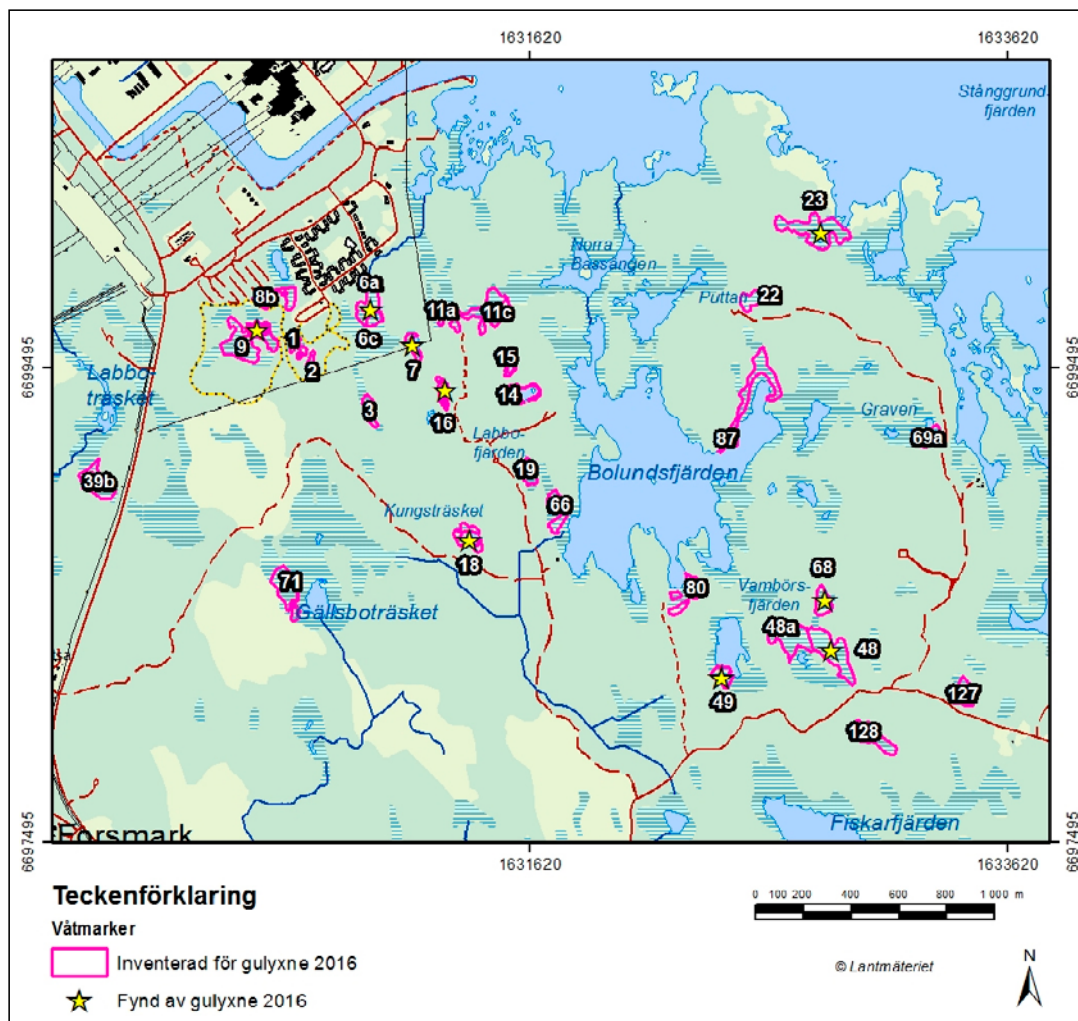 1631620
1633620
Stånggrund-
fjärden
23
Norra
Bassängen
8b
6a
Puttan
22
11a
11c
9
1
6c
7
2
15
6699495
6699495
Labbo-
träsket
14
3
16
Graven
Labbo-
fjärden
87
69a
39b
19
Bolundsfjärden
66
Kungsträsket
18
71
80
Vambörs-
fjärden
68
Gällsboträsket
48a
48
49
127
128
Forsmark
Fiskarfjärden
6697495
6697495
1631620
1633620
Teckenförklaring
Våtmarker
Inventerad för gulyxne 2016
Fynd av gulyxne 2016
0 100 200 400 600 800 1 000 m
© Lantmäteriet
N